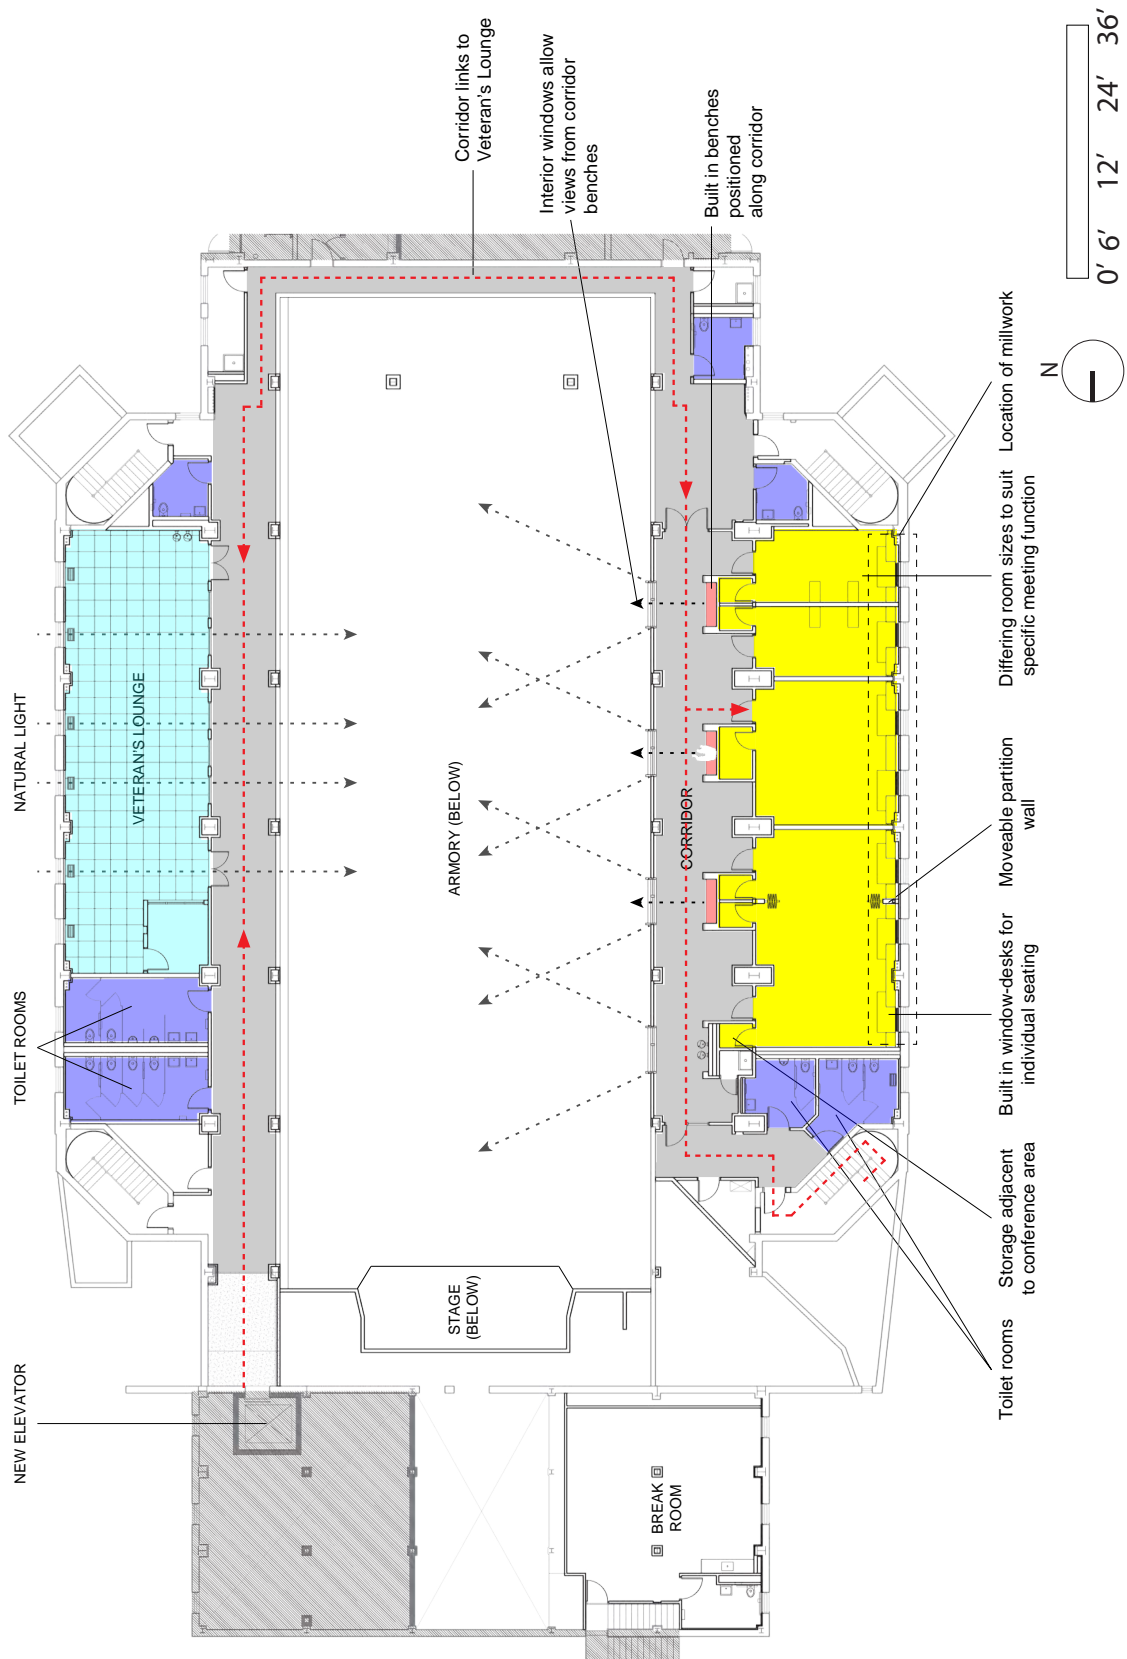 NEW ELEVATOR
TOILET ROOMS
NATURAL LIGHT
VETERAN'S LOUNGE
STAGE
(BELOW)
ARMORY (BELOW)
Corridor links to
Veteran's Lounge
Interior windows allow
views from corridor
benches
BREAK
ROOM
CORRIDOR
Built in benches
positioned
along corridor
Toilet rooms
Storage adjacent
to conference area
Built in window-desks for
individual seating
Moveable partition
wall
Differing room sizes to suit
specific meeting function
Location of millwork
N
0' 6' 12' 24' 36'